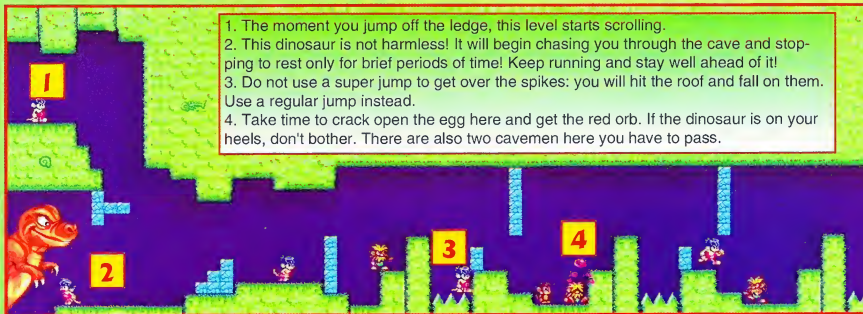 1. The moment you jump off the ledge, this level starts scrolling.
2. This dinosaur is not harmless! It will begin chasing you through the cave and stop-
ping to rest only for brief periods of time! Keep running and stay well ahead of it!
3. Do not use a super jump to get over the spikes: you will hit the roof and fall on them.
Use a regular jump instead.
4. Take time to crack open the egg here and get the red orb. If the dinosaur is on your
heels, don't bother. There are also two cavemen here you have to pass.
1
2
3
4